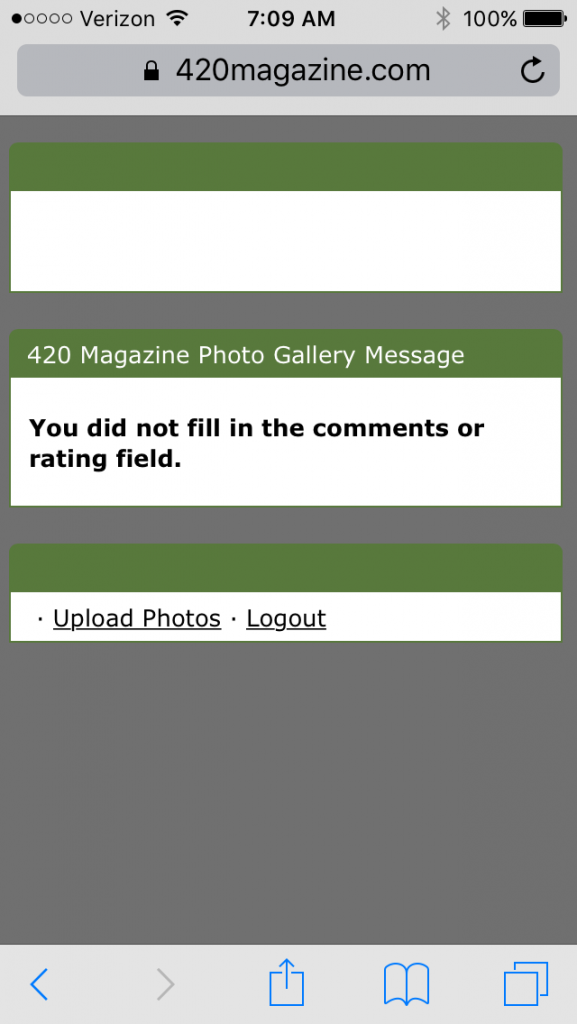 Verizon 7:09 AM 100%
420magazine.com
420 Magazine Photo Gallery Message
You did not fill in the comments or
rating field.
· Upload Photos · Logout